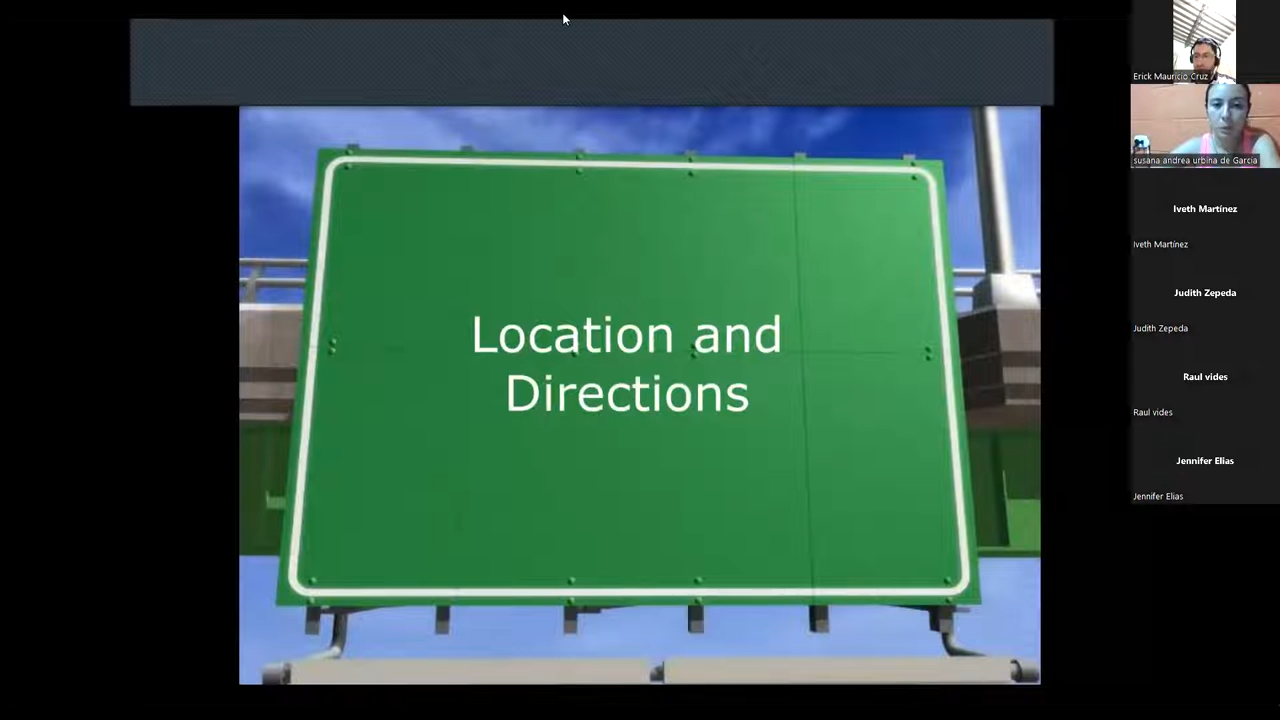 Location and
Directions
Erick Mauricio Cruz
susana andrea urbina de Garcia
Iveth Martínez
Iveth Martínez
Judith Zepeda
Judith Zepeda
Raul vides
Raul vides
Jennifer Elias
Jennifer Elias